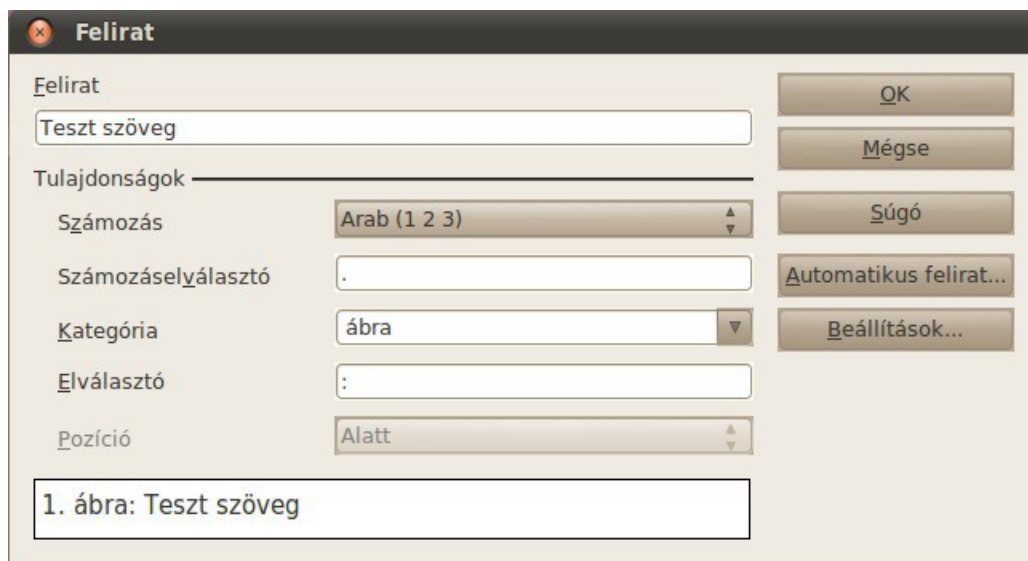 Felirat
Felirat
Teszt szöveg
Tulajdonságok
Számozás
Arab (1 2 3)
Számozáselválasztó
.
Kategória
ábra
Elválasztó
:
Pozíció
Alatt
1. ábra: Teszt szöveg
OK
Mégse
Súgó
Automatikus felirat...
Beállítások...